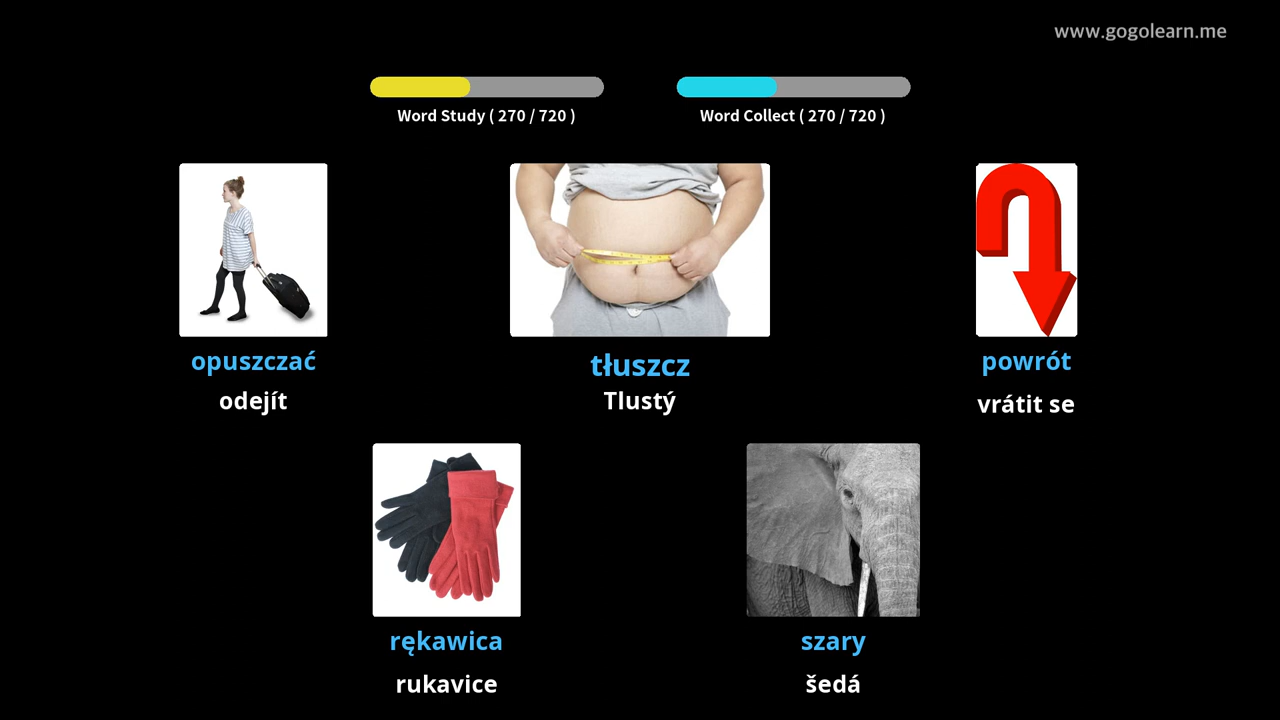 www.gogolearn.me
Word Study ( 270 / 720 )
Word Collect ( 270 / 720 )
opuszczać
odejít
tłuszcz
Tlustý
powrót
vrátit se
rękawica
rukavice
szary
šedá